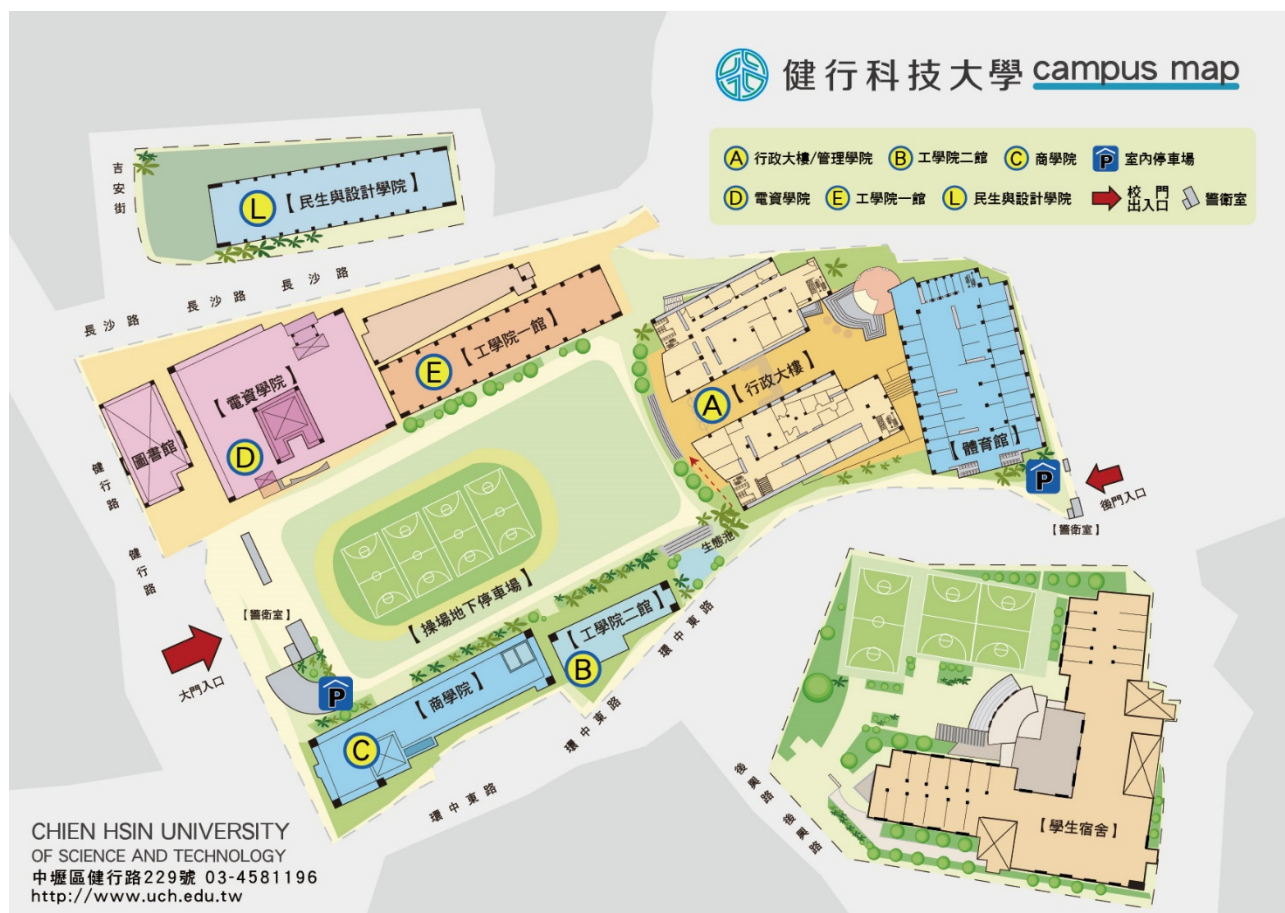 健行科技大學 campus map
A 行政大樓/管理學院 B 工學院二館 C 商學院 P 室內停車場
D 電資學院 E 工學院一館 L 民生與設計學院 校門出入口 警衛室
吉安街
L 【民生與設計學院】
長沙路 長沙路 長沙路
E 【工學院一館】
【電資學院】
D
圖書館
A 【行政大樓】
【體育館】
P
後門入口
【警衛室】
健行路
健行路
生態池
【操場地下停車場】
【警衛室】
大門入口
P
【工學院二館】
B
【商學院】
C
環中東路
環中東路
環中東路
後興路 後興路
【學生宿舍】
CHIEN HSIN UNIVERSITY
OF SCIENCE AND TECHNOLOGY
中壢區健行路229號 03-4581196
http://www.uch.edu.tw